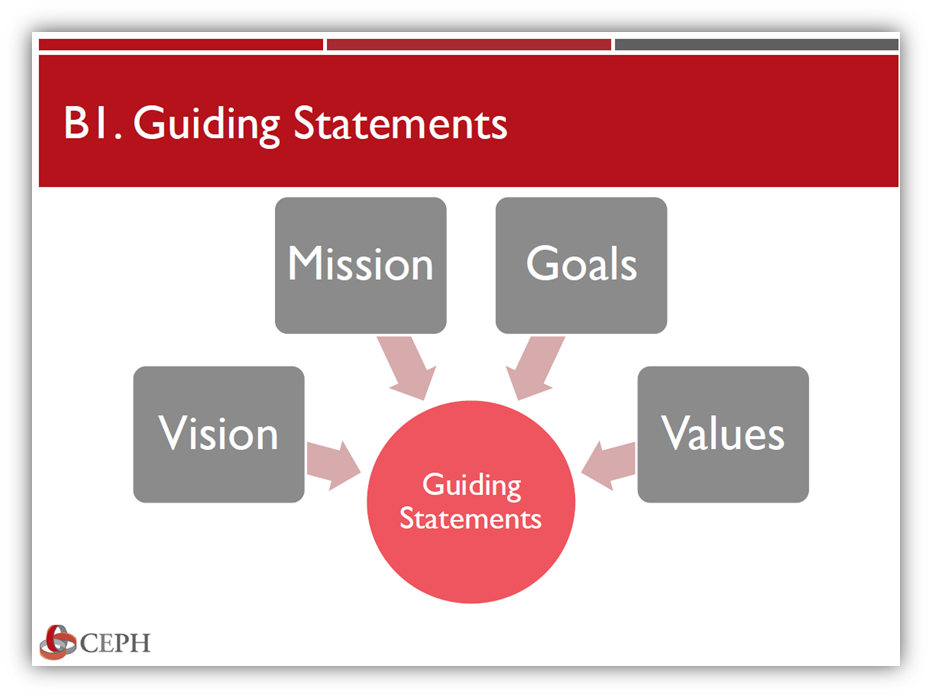 B1. Guiding Statements
Mission
Goals
Vision
Values
Guiding
Statements
CEPH